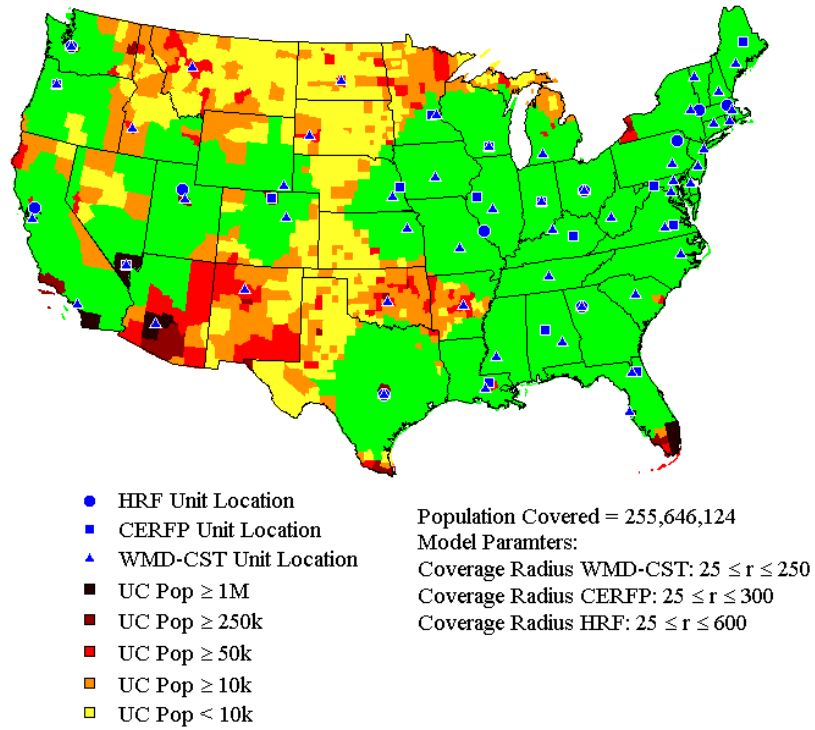 HRF Unit Location
CERFP Unit Location
WMD-CST Unit Location
UC Pop ≥ 1M
UC Pop ≥ 250k
UC Pop ≥ 50k
UC Pop ≥ 10k
UC Pop < 10k
Population Covered = 255,646,124
Model Paramters:
Coverage Radius WMD-CST: 25 ≤ r ≤ 250
Coverage Radius CERFP: 25 ≤ r ≤ 300
Coverage Radius HRF: 25 ≤ r ≤ 600